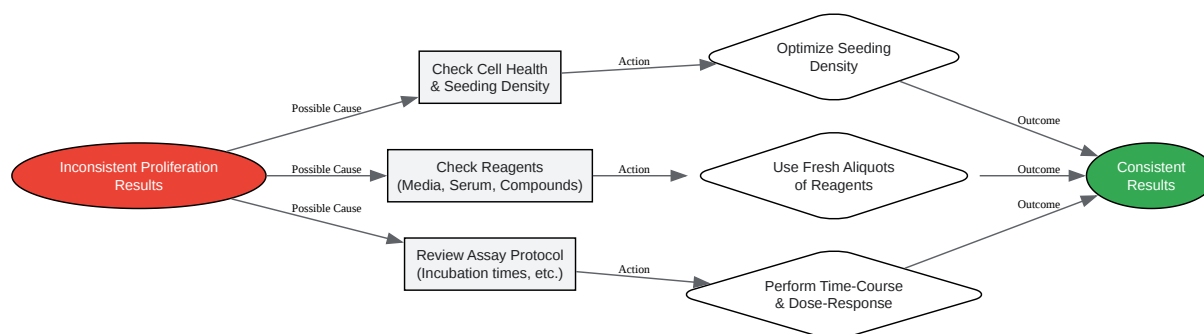 Inconsistent Proliferation
Results
Possible Cause
Possible Cause
Possible Cause
Check Cell Health
& Seeding Density
Check Reagents
(Media, Serum, Compounds)
Review Assay Protocol
(Incubation times, etc.)
Action
Action
Action
Optimize Seeding
Density
Use Fresh Aliquots
of Reagents
Perform Time-Course
& Dose-Response
Outcome
Outcome
Outcome
Consistent
Results